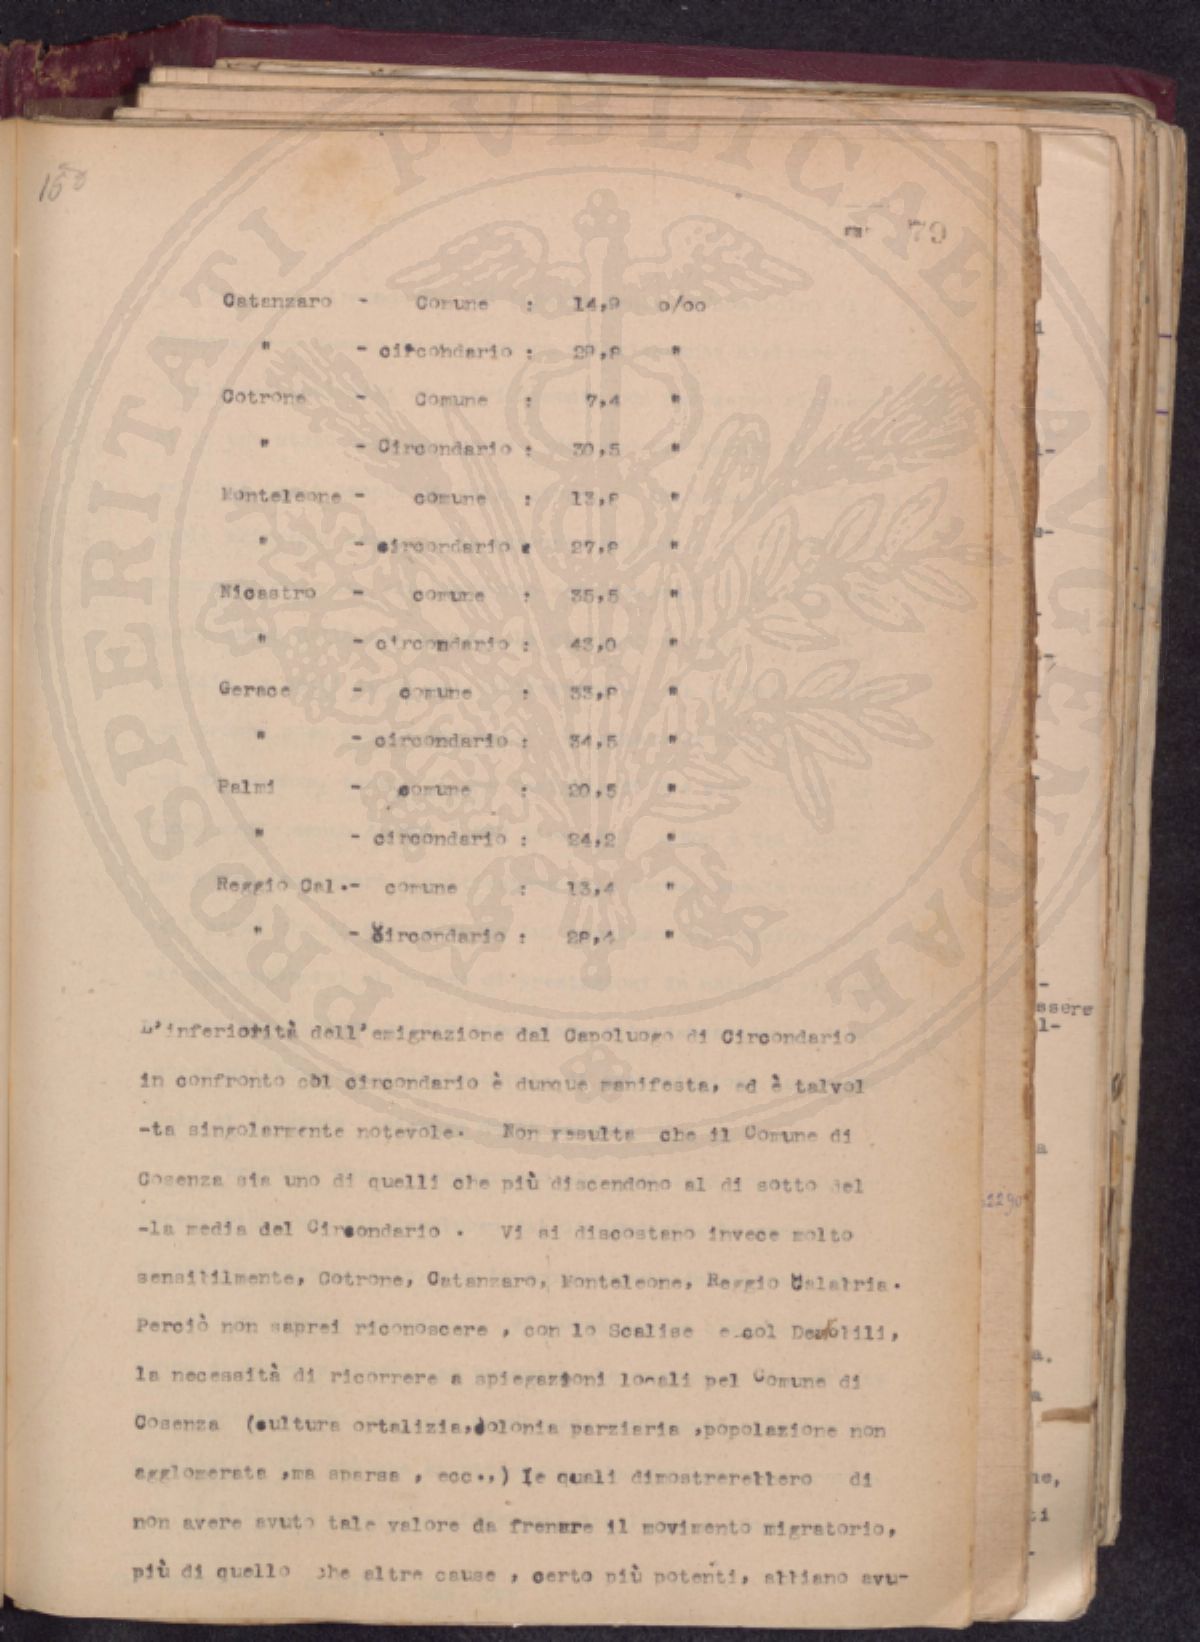 150
79
Catanzaro - Comune : 14,9 o/oo
" - circondario : 29,8 "
Cotrone - Comune : 7,4 "
" - Circondario : 30,5 "
Monteleone - comune : 13,8 "
" - circondario : 27,8 "
Nicastro - comune : 35,5 "
" - circondario : 43,0 "
Gerace - comune : 33,8 "
" - circondario : 34,5 "
Palmi - comune : 20,5 "
" - circondario : 24,2 "
Reggio Cal.- comune : 13,4 "
" - circondario : 28,4 "
L'inferiorità dell'emigrazione dal Capoluogo di Circondario
in confronto col circondario è dunque manifesta, ed è talvol
-ta singolarmente notevole. Non resulta che il Comune di
Cosenza sia uno di quelli che più discendono al di sotto del
-la media del Circondario . Vi si discostano invece molto
sensibilmente, Cotrone, Catanzaro, Monteleone, Reggio Calabria.
Perciò non saprei riconoscere , con lo Scalise e col
la necessità di ricorrere a spiegazioni locali pel Comune di
Cosenza (cultura ortalizia, colonia parziaria ,popolazione non
agglomerata ,ma sparsa , ecc.,) le quali dimostrerebbero di
non avere avuto tale valore da frenare il movimento migratorio,
più di quello che altre cause , certo più potenti, abbiano avu-
PROSPERITATI PVBLICAE AVGENDAE
ssere
l-
2290